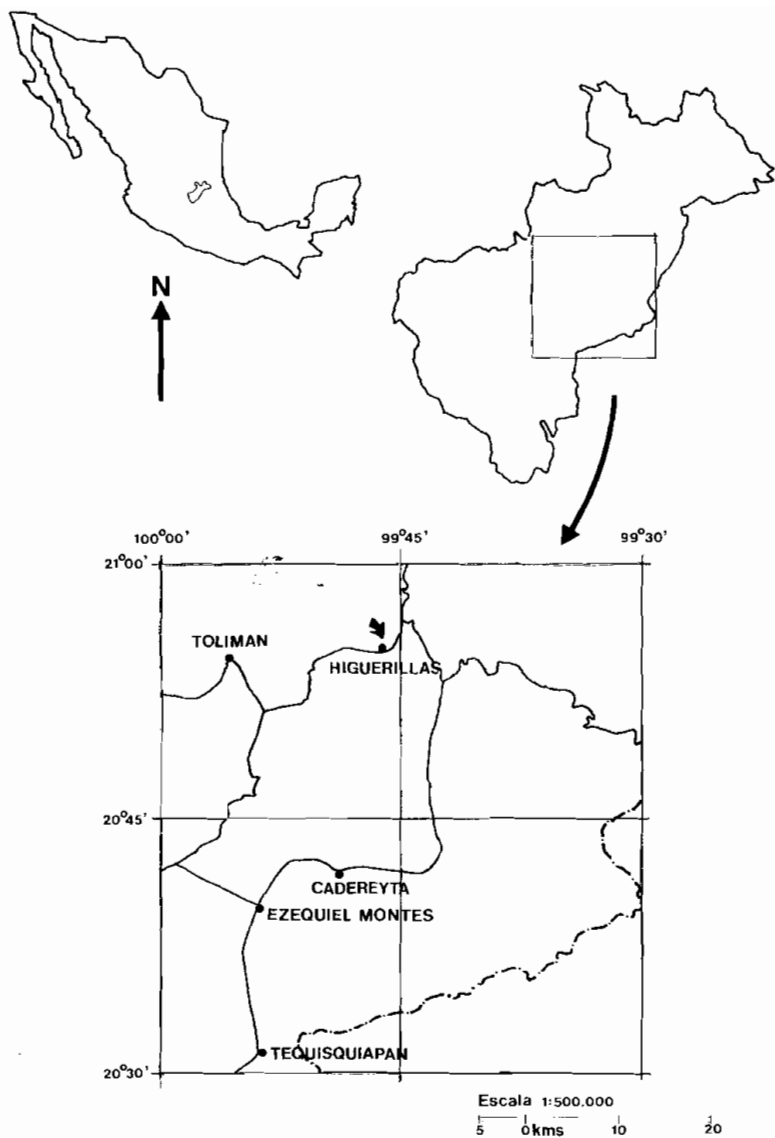 N
100°00'
99°45'
99°30'
21°00'
TOLIMAN
HIGUERILLAS
20°45'
CADEREYTA
EZEQUIEL MONTES
TEQUISQUIAPAN
20°30'
Escala 1:500.000
5 0 kms 10 20